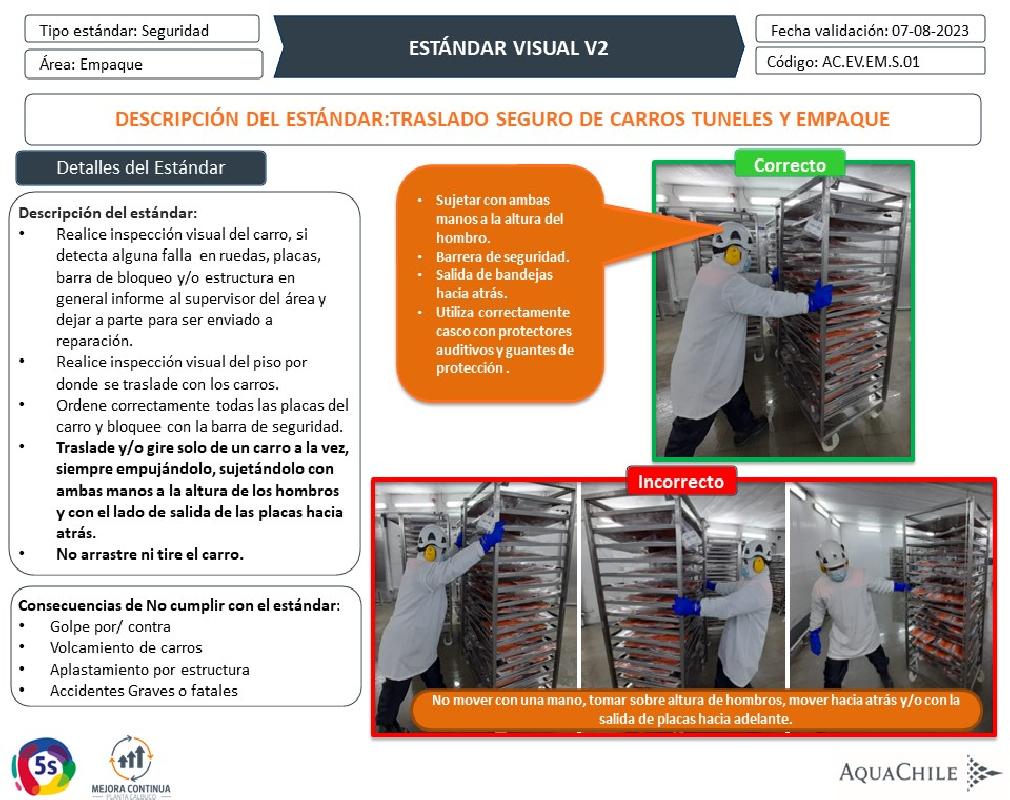 Tipo estándar: Seguridad
Área: Empaque
ESTÁNDAR VISUAL V2
Fecha validación: 07-08-2023
Código: AC.EV.EM.S.01
DESCRIPCIÓN DEL ESTÁNDAR:TRASLADO SEGURO DE CARROS TUNELES Y EMPAQUE
Detalles del Estándar
Descripción del estándar:
• Realice inspección visual del carro, si
detecta alguna falla en ruedas, placas,
barra de bloqueo y/o estructura en
general informe al supervisor del área y
dejar a parte para ser enviado a
reparación.
• Realice inspección visual del piso por
donde se traslade con los carros.
• Ordene correctamente todas las placas del
carro y bloquee con la barra de seguridad.
• Traslade y/o gire solo de un carro a la vez,
siempre empujándolo, sujetándolo con
ambas manos a la altura de los hombros
y con el lado de salida de las placas hacia
atrás.
• No arrastre ni tire el carro.
Consecuencias de No cumplir con el estándar:
• Golpe por/ contra
• Volcamiento de carros
• Aplastamiento por estructura
• Accidentes Graves o fatales
• Sujetar con ambas
manos a la altura del
hombro.
• Barrera de seguridad.
• Salida de bandejas
hacia atrás.
• Utiliza correctamente
casco con protectores
auditivos y guantes de
protección .
Correcto
Incorrecto
No mover con una mano, tomar sobre altura de hombros, mover hacia atrás y/o con la
salida de placas hacia adelante.
5s
MEJORA CONTINUA
PLANTA CALBUCO
AQUACHILE